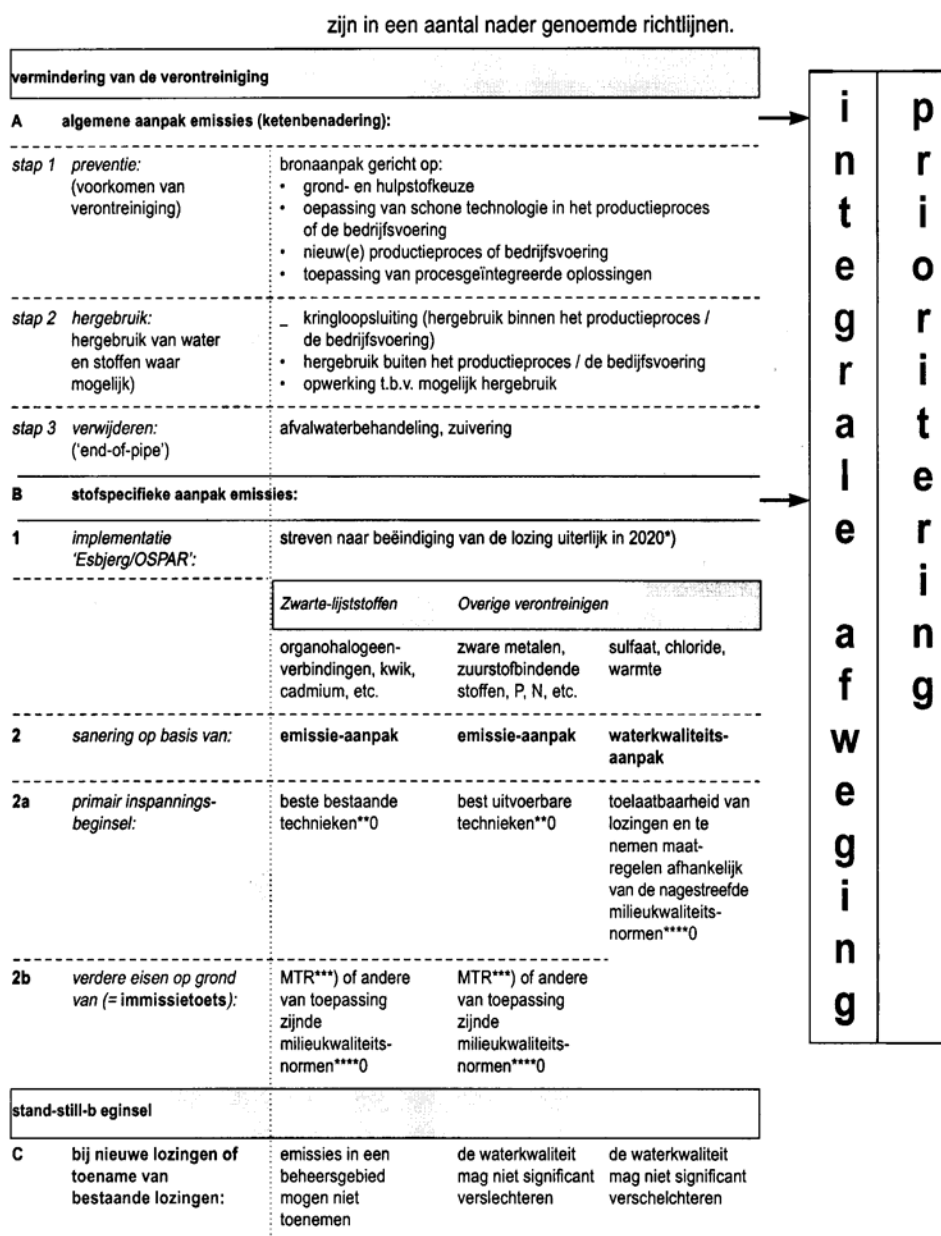 zijn in een aantal nader genoemde richtlijnen.
vermindering van de verontreiniging
A algemene aanpak emissies (ketenbenadering):
stap 1 preventie:
(voorkomen van
verontreiniging)
bronaanpak gericht op:
• grond- en hulpstofkeuze
• oepassing van schone technologie in het productieproces
of de bedrijfsvoering
• nieuw(e) productieproces of bedrijfsvoering
• toepassing van procesgeïntegreerde oplossingen
stap 2 hergebruik:
hergebruik van water
en stoffen waar
mogelijk)
_ kringloopsluiting (hergebruik binnen het productieproces /
de bedrijfsvoering)
• hergebruik buiten het productieproces / de bedijfsvoering
• opwerking t.b.v. mogelijk hergebruik
stap 3 verwijderen:
('end-of-pipe')
afvalwaterbehandeling, zuivering
B stofspecifieke aanpak emissies:
1 implementatie
'Esbjerg/OSPAR':
streven naar beëindiging van de lozing uiterlijk in 2020*)
Zwarte-lijststoffen
Overige verontreinigen
organohalogeen-
verbindingen, kwik,
cadmium, etc.
zware metalen,
zuurstofbindende
stoffen, P, N, etc.
sulfaat, chloride,
warmte
2 sanering op basis van:
emissie-aanpak
emissie-aanpak
waterkwaliteits-
aanpak
2a primair inspannings-
beginsel:
beste bestaande
technieken**0
best uitvoerbare
technieken**0
toelaatbaarheid van
lozingen en te
nemen maat-
regelen afhankelijk
van de nagestreefde
milieukwaliteits-
normen****0
2b verdere eisen op grond
van (= immissietoets):
MTR***) of andere
van toepassing
zijnde
milieukwaliteits-
normen****0
MTR***) of andere
van toepassing
zijnde
milieukwaliteits-
normen****0
stand-still-b eginsel
C bij nieuwe lozingen of
toename van
bestaande lozingen:
emissies in een
beheersgebied
mogen niet
toenemen
de waterkwaliteit
mag niet significant
verslechteren
de waterkwaliteit
mag niet significant
verschelchteren
integrale afweging
prioritering